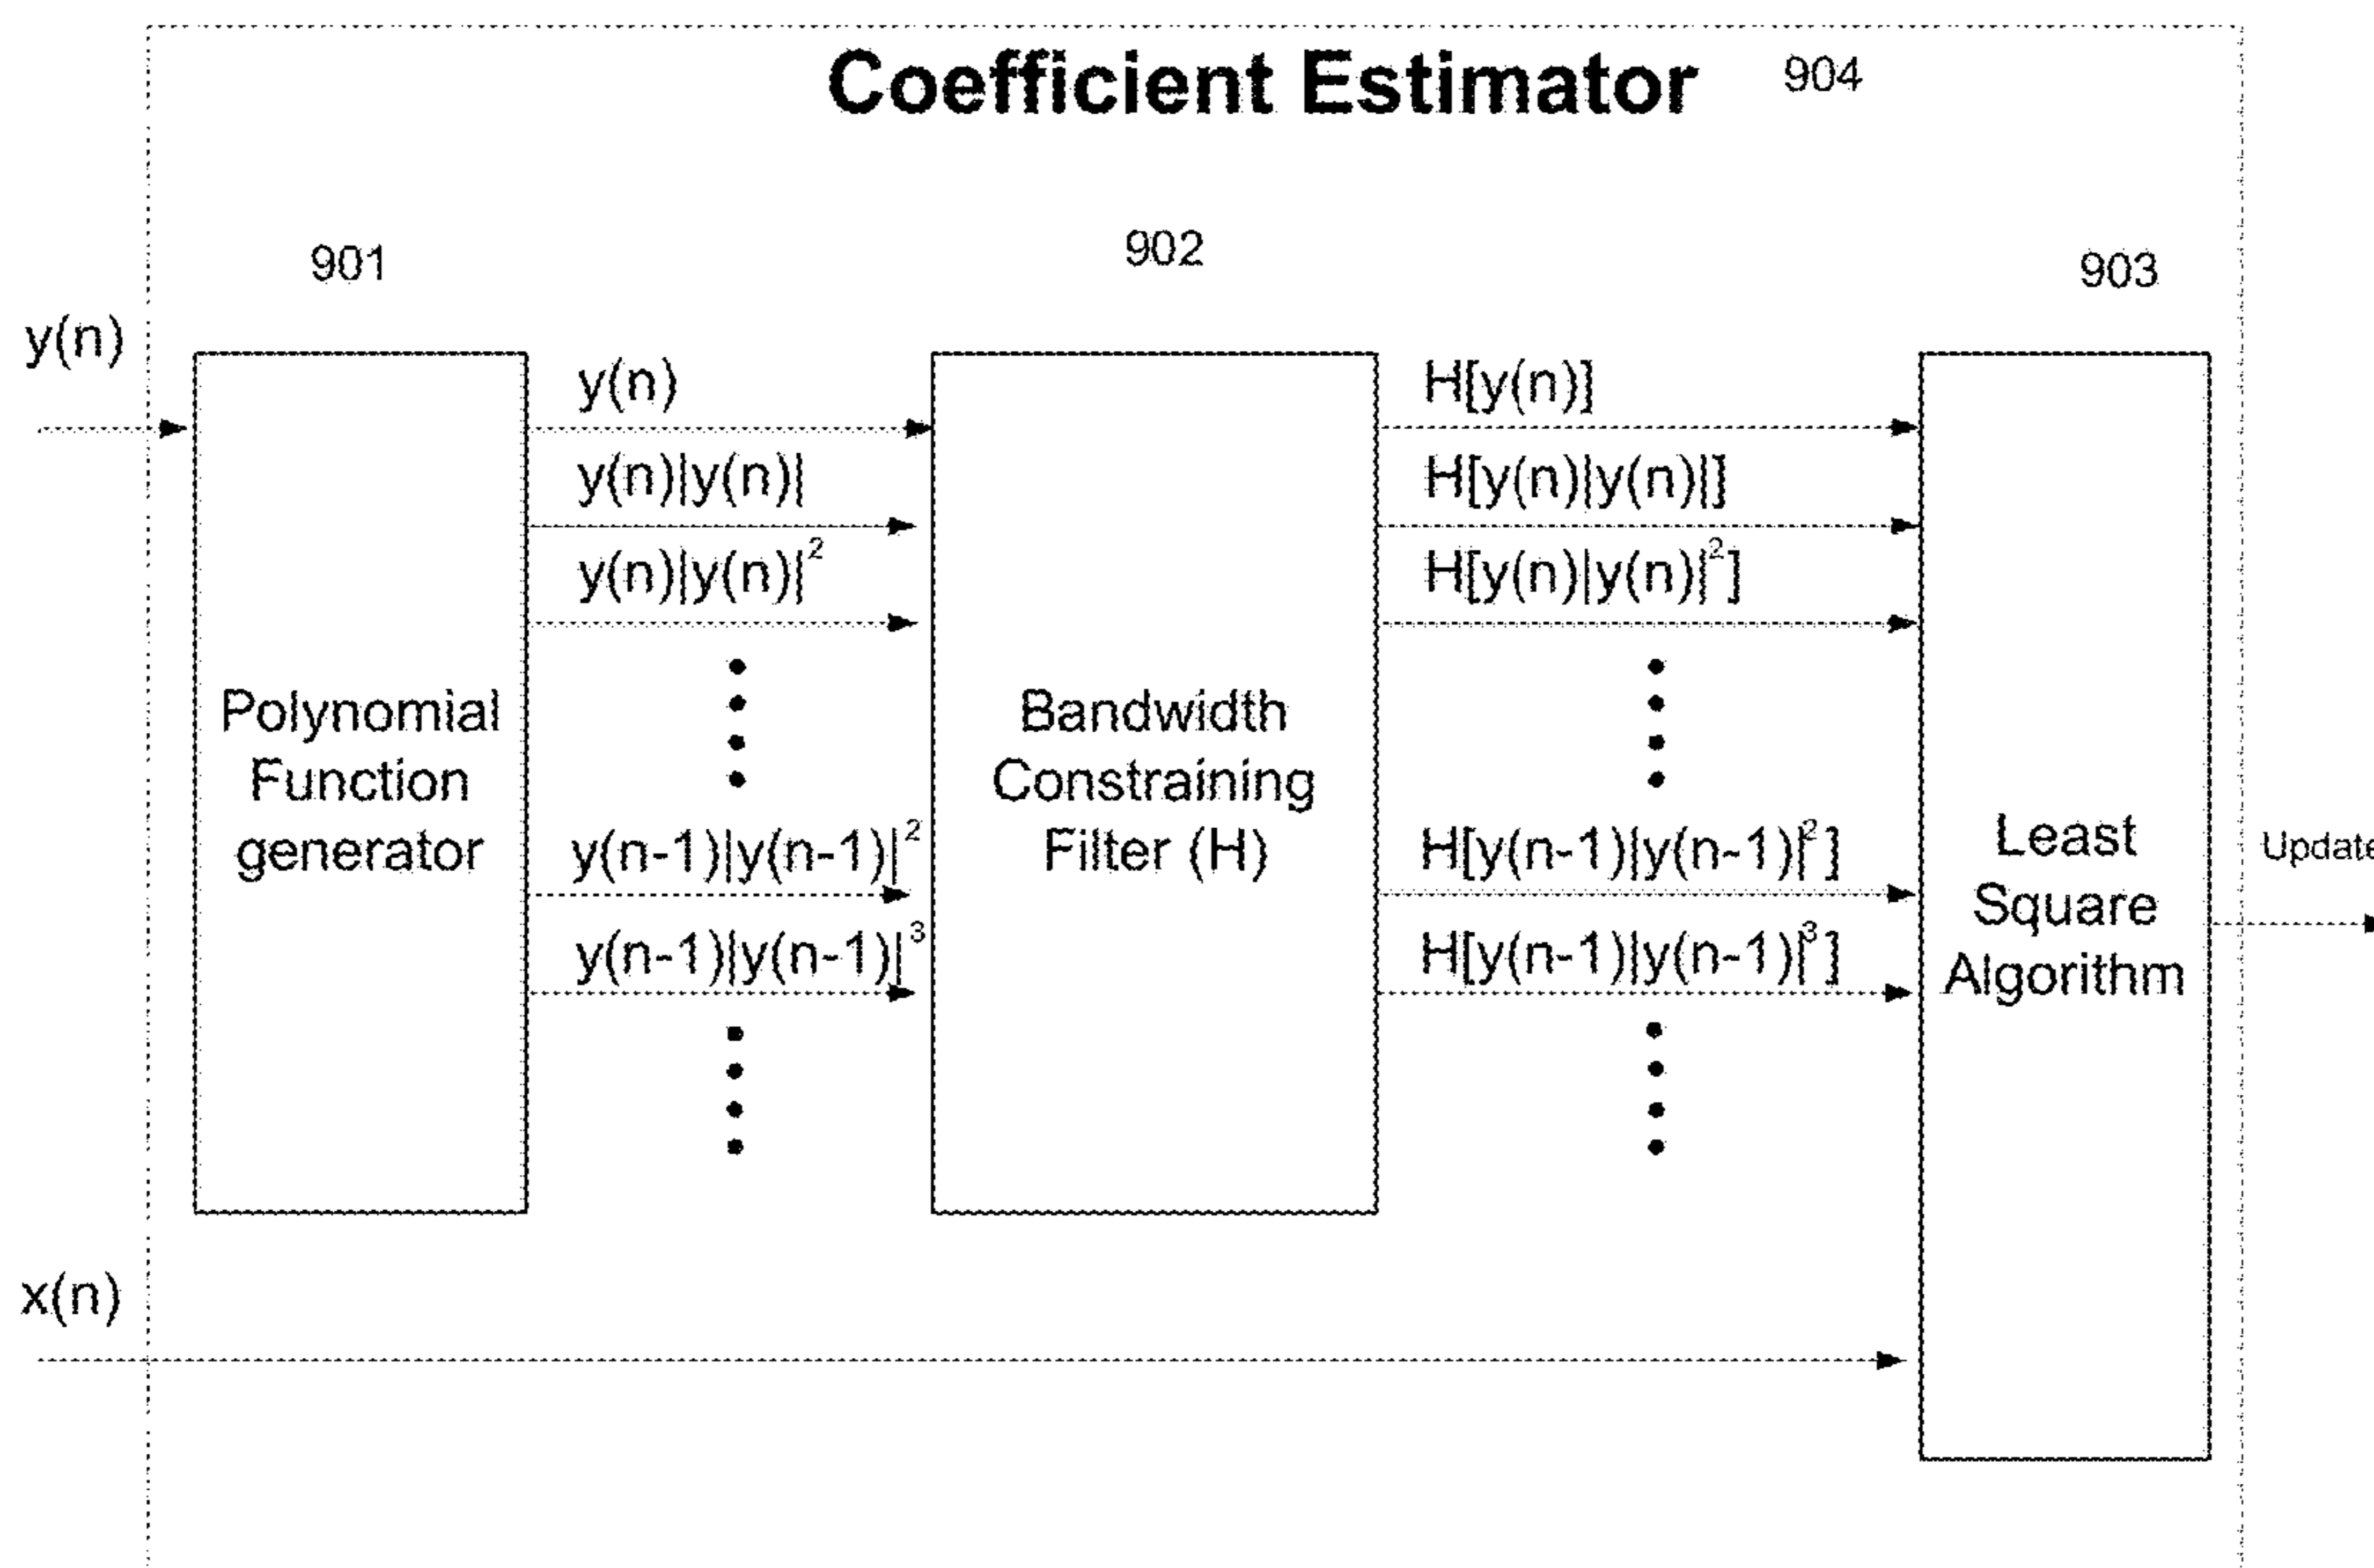 Coefficient Estimator 904
901 902 903
y(n)
y(n) H[y(n)]
y(n)|y(n)| H[y(n)|y(n)|]
y(n)|y(n)|² H[y(n)|y(n)|²]
Polynomial
Function
generator
Bandwidth
Constraining
Filter (H)
y(n-1)|y(n-1)|² H[y(n-1)|y(n-1)|²]
y(n-1)|y(n-1)|³ H[y(n-1)|y(n-1)|³]
Least
Square
Algorithm
Update
x(n)